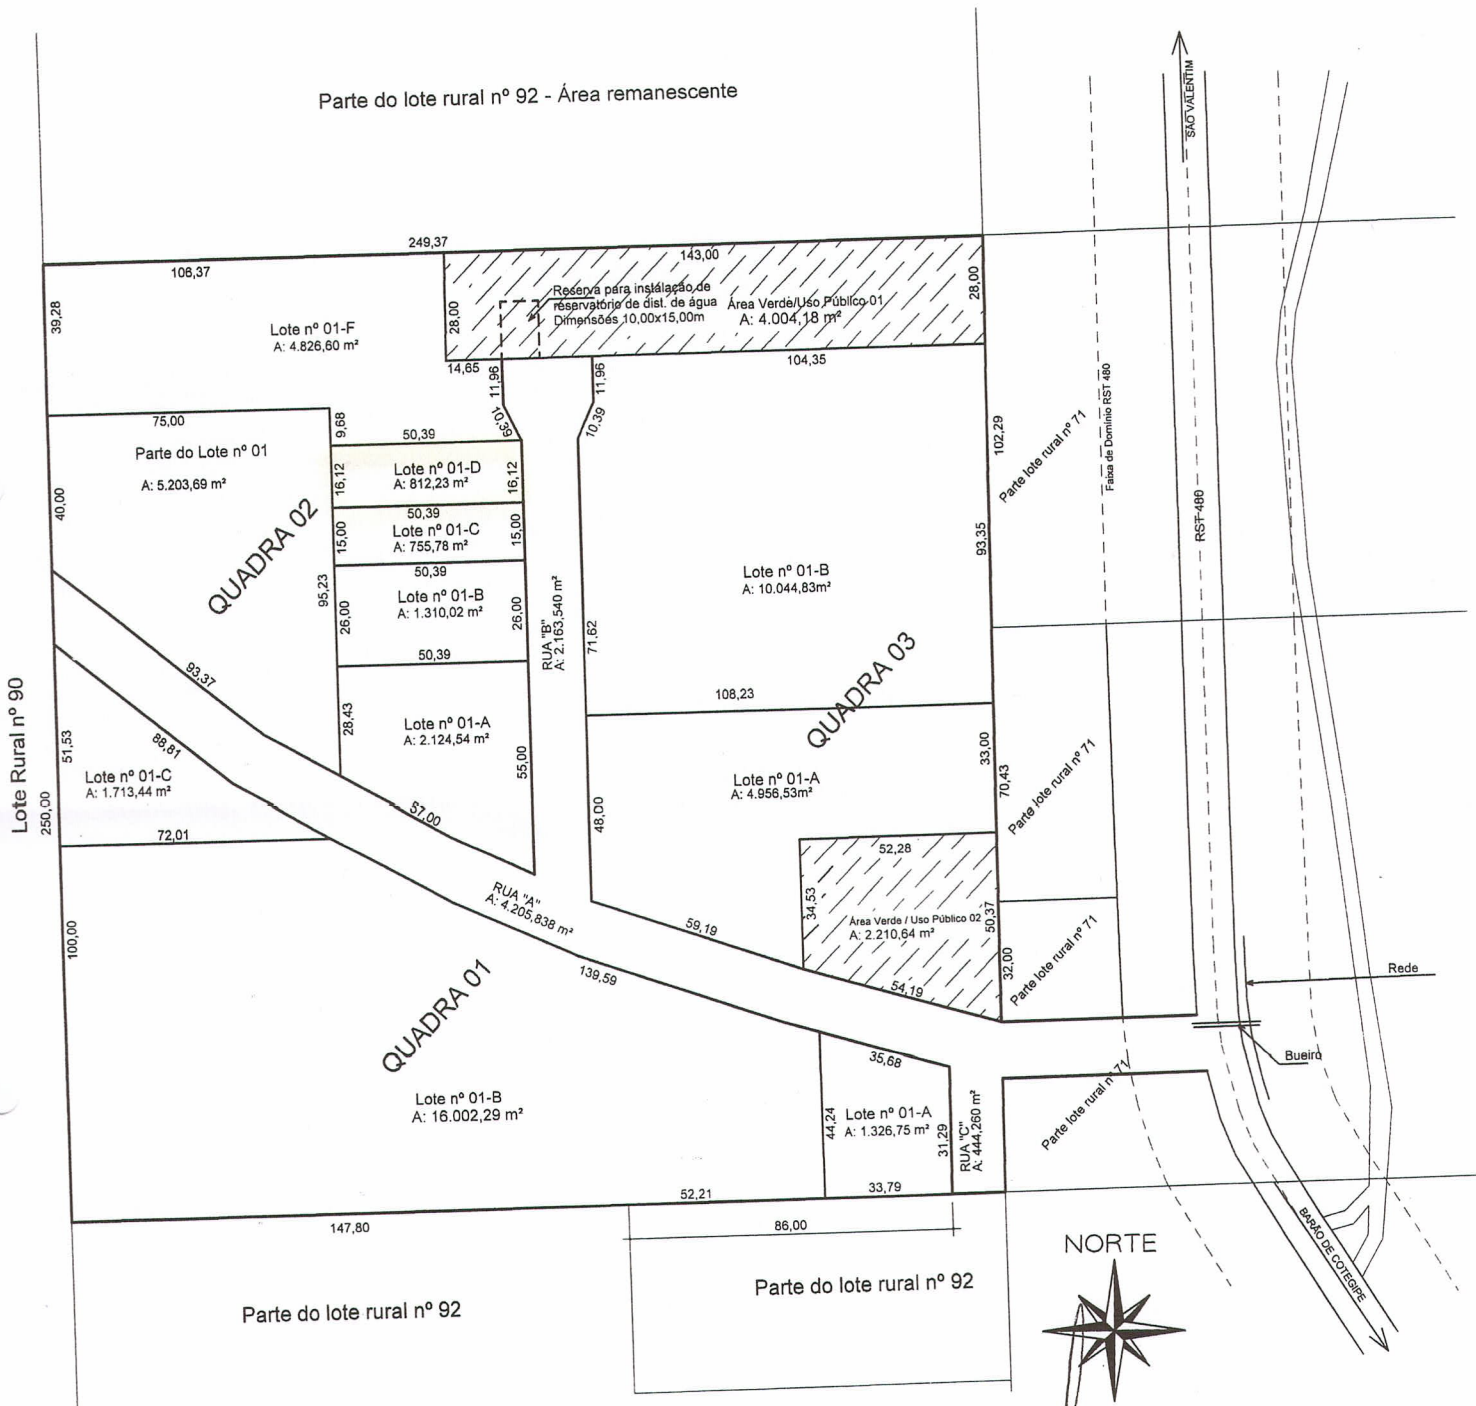 Parte do lote rural nº 92 - Área remanescente
SÃO VALENTIM
249,37
106,37
143,00
39,28
Lote nº 01-F
A: 4.826,60 m²
28,00
Reserva para instalação de
reservatório de dist. de água
Dimensões 10,00x15,00m
Área Verde/Uso Público 01
A: 4.004,18 m²
28,00
14,65
11,96
11,96
104,35
10,39
10,39
75,00
9,68
50,39
Parte do Lote nº 01
A: 5.203,69 m²
40,00
16,12
Lote nº 01-D
A: 812,23 m²
16,12
102,29
Parte lote rural nº 71
Faixa de Domínio RST 480
RST-480
QUADRA 02
50,39
15,00
Lote nº 01-C
A: 755,78 m²
15,00
93,35
50,39
95,23
26,00
Lote nº 01-B
A: 1.310,02 m²
26,00
RUA "B"
A: 2.163,540 m²
71,62
Lote nº 01-B
A: 10.044,83m²
50,39
93,37
108,23
QUADRA 03
Lote Rural nº 90
250,00
51,53
88,81
28,43
Lote nº 01-A
A: 2.124,54 m²
55,00
33,00
70,43
Parte lote rural nº 71
Lote nº 01-C
A: 1.713,44 m²
57,00
48,00
Lote nº 01-A
A: 4.956,53m²
72,01
52,28
100,00
RUA "A"
A: 4.205,838 m²
59,19
34,53
Área Verde / Uso Público 02
A: 2.210,64 m²
50,37
32,00
Parte lote rural nº 71
Rede
QUADRA 01
139,59
54,19
35,68
Bueiro
Lote nº 01-B
A: 16.002,29 m²
44,24
Lote nº 01-A
A: 1.326,75 m²
31,29
RUA "C"
A: 444,260 m²
Parte lote rural nº 71
52,21
33,79
147,80
86,00
NORTE
BARÃO DE COTEGIPE
Parte do lote rural nº 92
Parte do lote rural nº 92